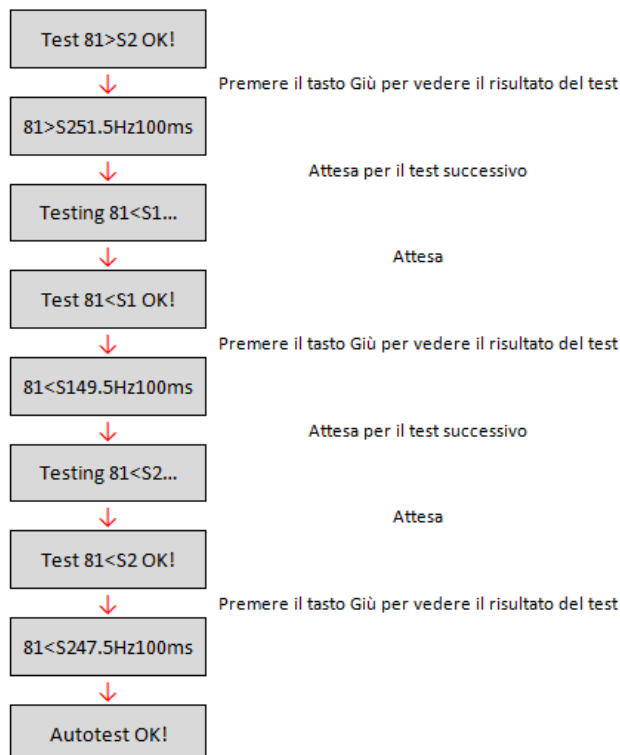 Test 81>S2 OK!
Premere il tasto Giù per vedere il risultato del test
81>S251.5Hz100ms
Attesa per il test successivo
Testing 81<S1...
Attesa
Test 81<S1 OK!
Premere il tasto Giù per vedere il risultato del test
81<S149.5Hz100ms
Attesa per il test successivo
Testing 81<S2...
Attesa
Test 81<S2 OK!
Premere il tasto Giù per vedere il risultato del test
81<S247.5Hz100ms
Autotest OK!